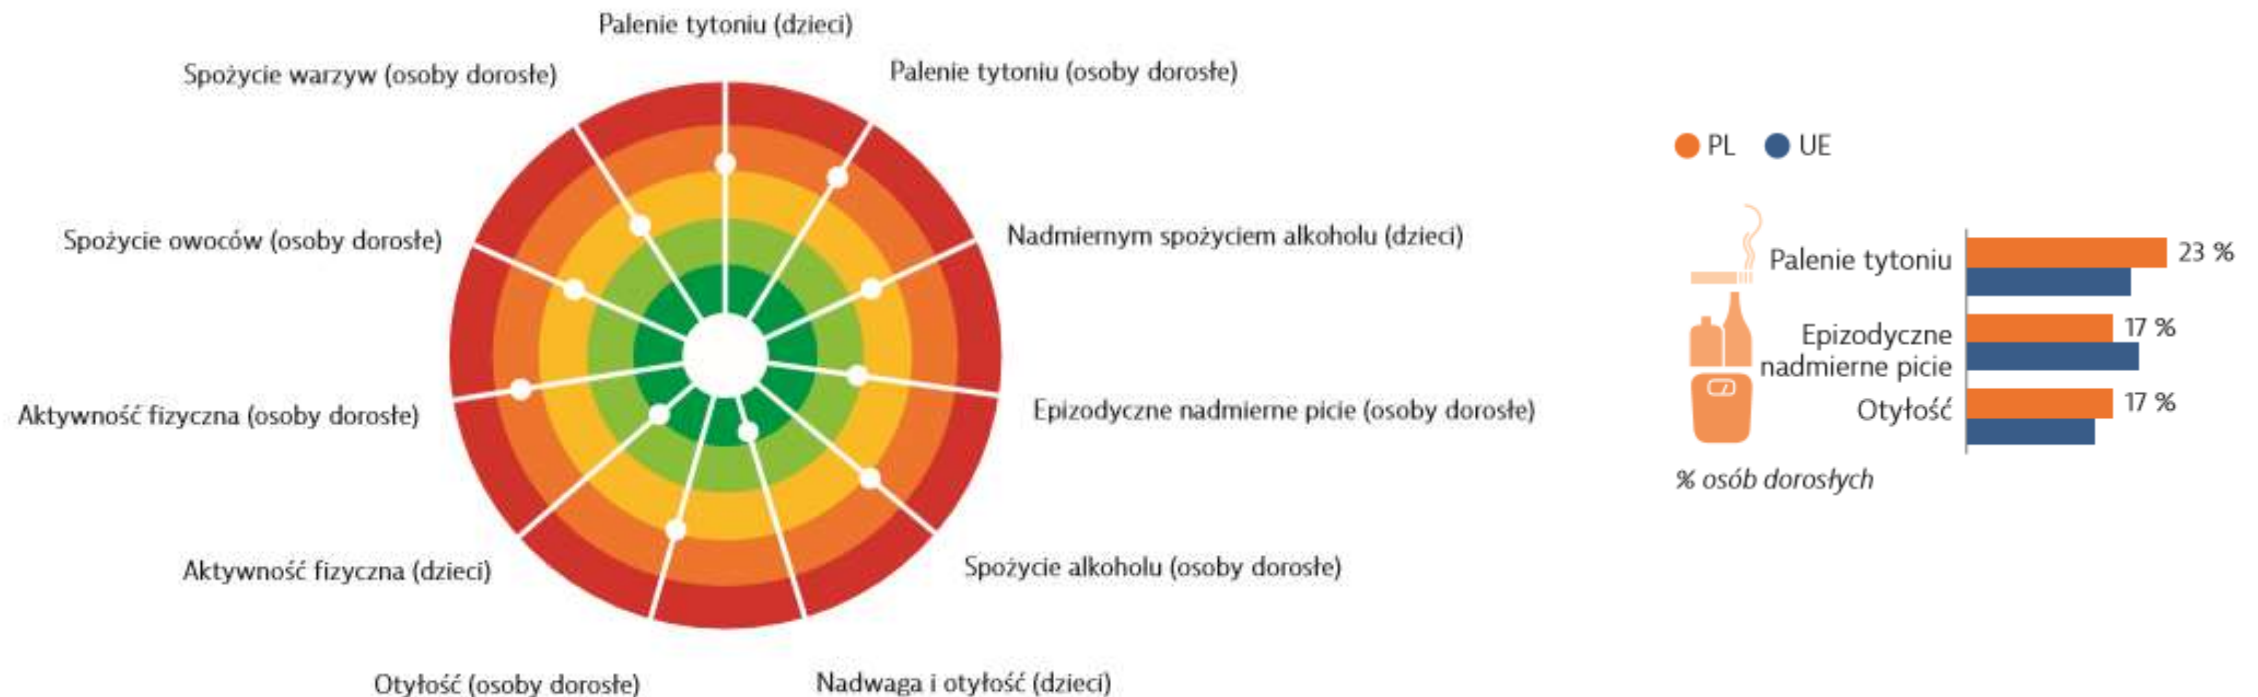 Palenie tytoniu (dzieci)
Palenie tytoniu (osoby dorosłe)
Spożycie warzyw (osoby dorosłe)
Nadmiernym spożyciem alkoholu (dzieci)
Spożycie owoców (osoby dorosłe)
Epizodyczne nadmierne picie (osoby dorosłe)
Aktywność fizyczna (osoby dorosłe)
Spożycie alkoholu (osoby dorosłe)
Aktywność fizyczna (dzieci)
Nadwaga i otyłość (dzieci)
Otyłość (osoby dorosłe)
PL UE
Palenie tytoniu 23 %
Epizodyczne
nadmierne picie 17 %
Otyłość 17 %
% osób dorosłych